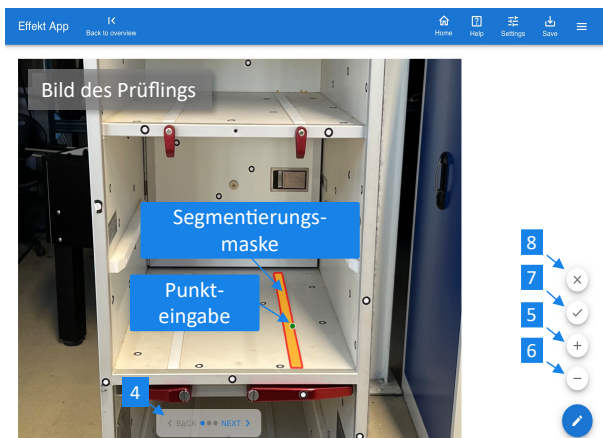 Effekt App
Back to overview
Home
Help
Settings
Save
Bild des Prüflings
Segmentierungs-
maske
Punkt-
eingabe
8
7
5
6
4
BACK
NEXT